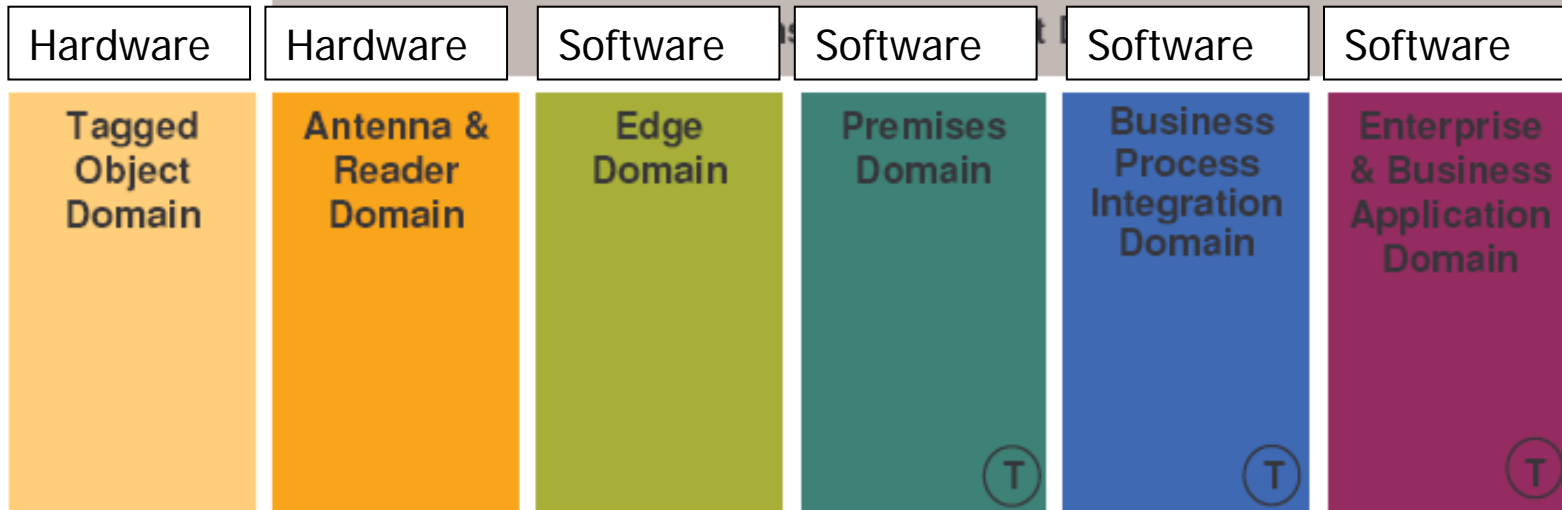 Hardware
Hardware
Software
Software
Software
Software
Tagged
Object
Domain
Antenna &
Reader
Domain
Edge
Domain
Premises
Domain
Business
Process
Integration
Domain
Enterprise
& Business
Application
Domain
T
T
T